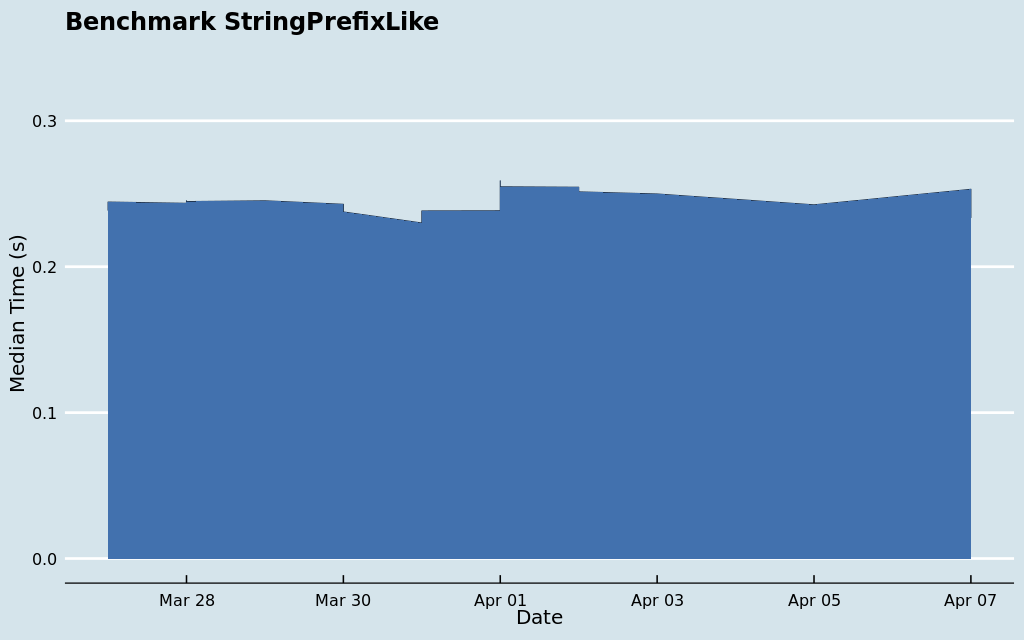 Benchmark StringPrefixLike
Median Time (s)
0.3
0.2
0.1
0.0
Mar 28 Mar 30 Apr 01 Apr 03 Apr 05 Apr 07
Date